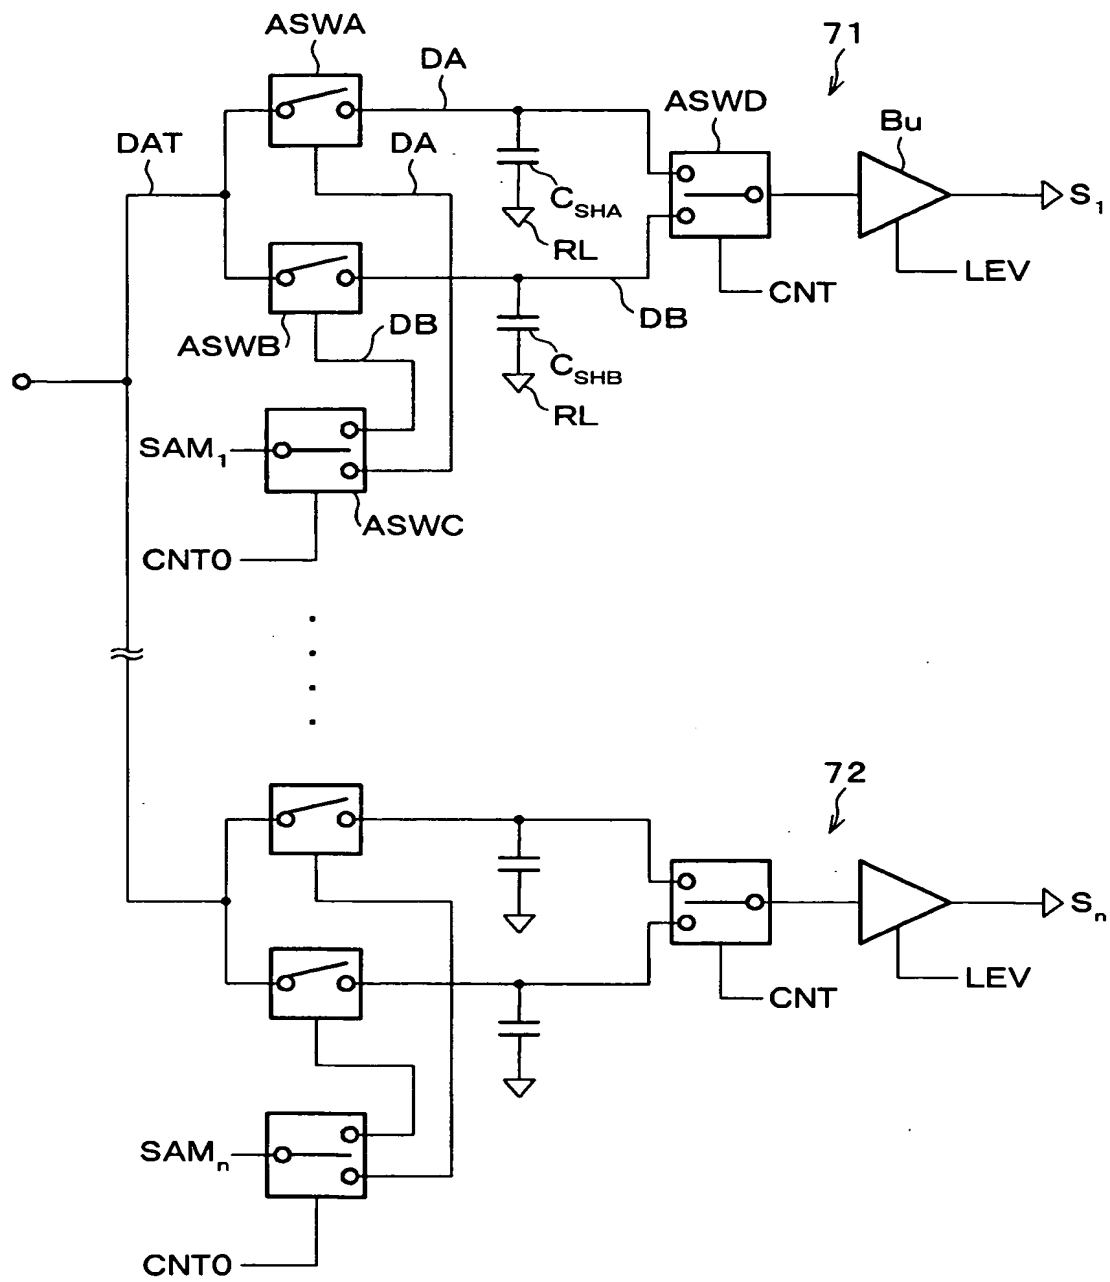 ASWA
71
DA
ASWD
Bu
DAT
DA
C_SHA
S_1
RL
LEV
CNT
ASWB
DB
DB
C_SHB
RL
SAM_1
ASWC
CNT0
72
S_n
LEV
CNT
SAM_n
CNT0